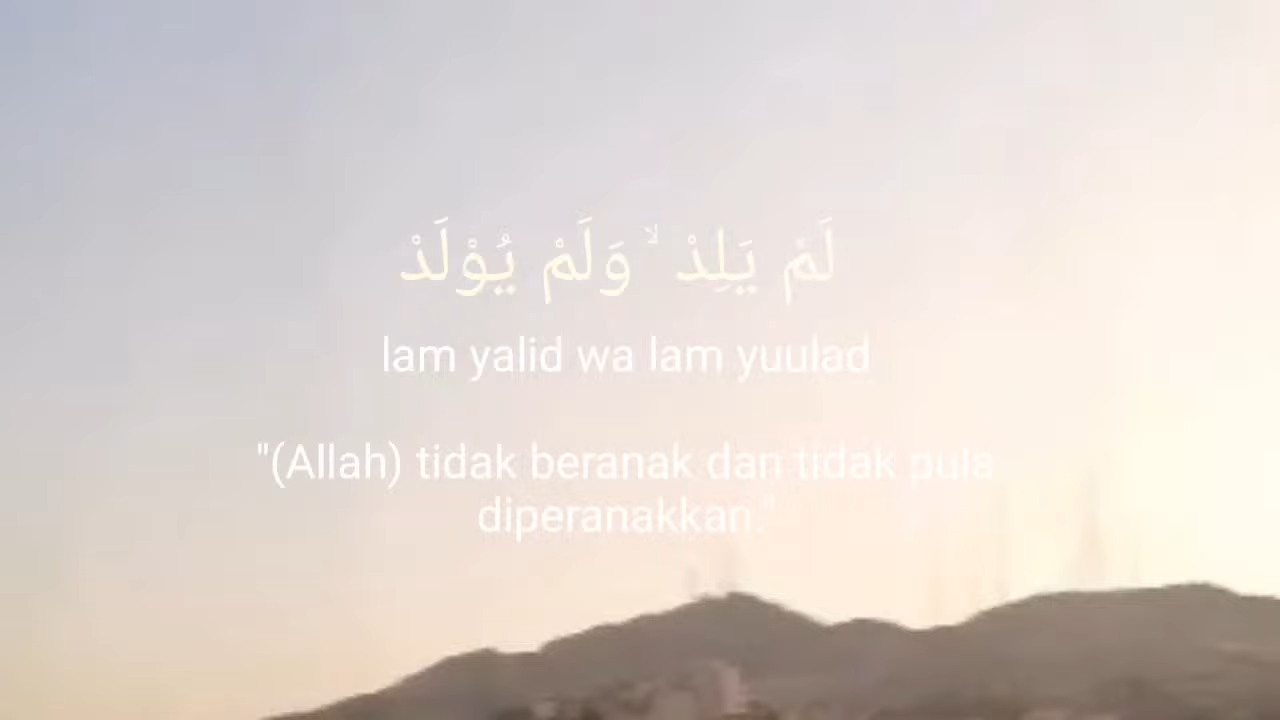 لَمْ يَلِدْ ۙ وَلَمْ يُوْلَدْ
lam yalid wa lam yuulad
"(Allah) tidak beranak dan tidak pula
diperanakkan."